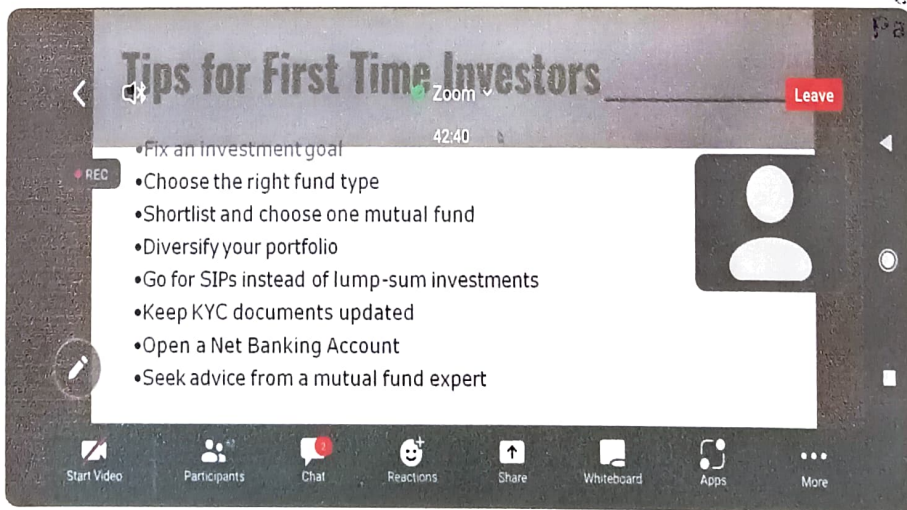 Pa
Tips for First Time Investors
Zoom
Leave
42:40
•Fix an investment goal
REC
•Choose the right fund type
•Shortlist and choose one mutual fund
•Diversify your portfolio
•Go for SIPs instead of lump-sum investments
•Keep KYC documents updated
•Open a Net Banking Account
•Seek advice from a mutual fund expert
2
Start Video
Participants
Chat
Reactions
Share
Whiteboard
Apps
More